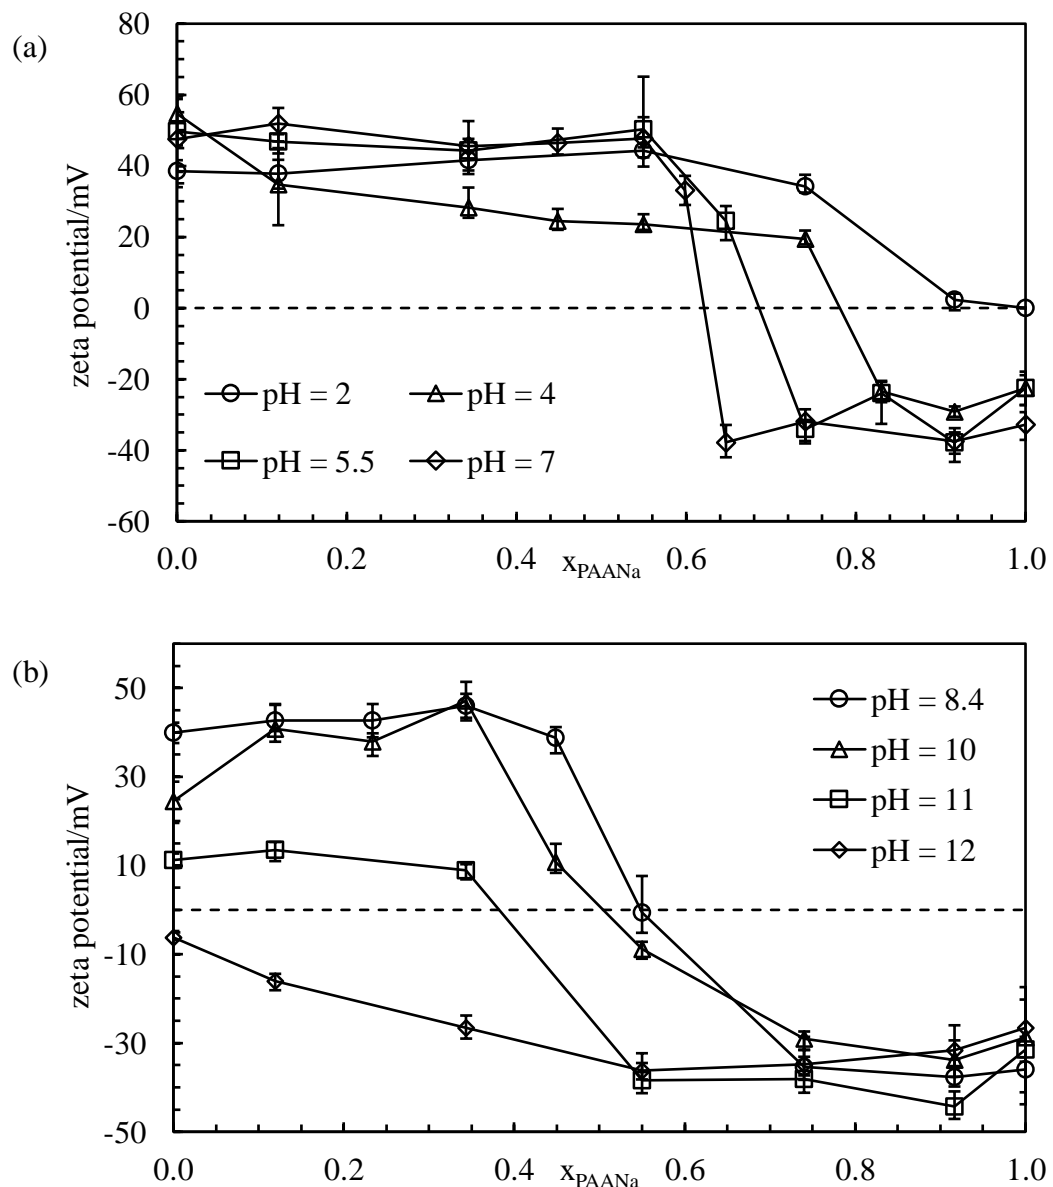 (a)
80
60
40
20
0
-20
-40
-60
zeta potential/mV
pH = 2
pH = 4
pH = 5.5
pH = 7
0.0 0.2 0.4 0.6 0.8 1.0
xPAANa
(b)
50
30
10
-10
-30
-50
zeta potential/mV
pH = 8.4
pH = 10
pH = 11
pH = 12
0.0 0.2 0.4 0.6 0.8 1.0
xPAANa